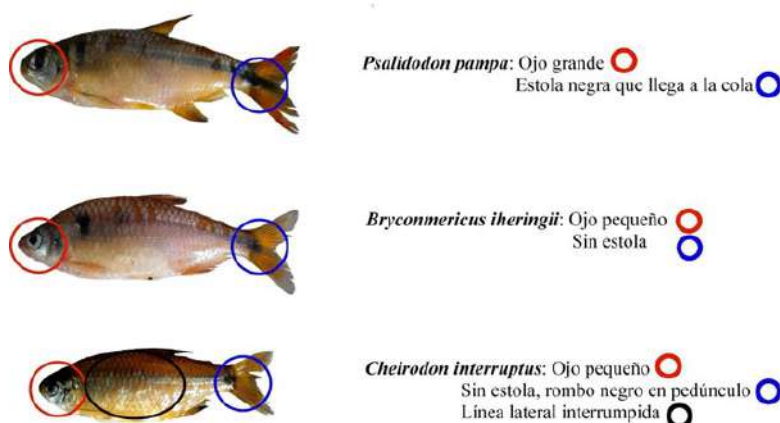 Psalidodon pampa: Ojo grande
Estola negra que llega a la cola
Bryconmericus iheringii: Ojo pequeño
Sin estola
Cheirodon interruptus: Ojo pequeño
Sin estola, rombo negro en pedúnculo
Línea lateral interrumpida